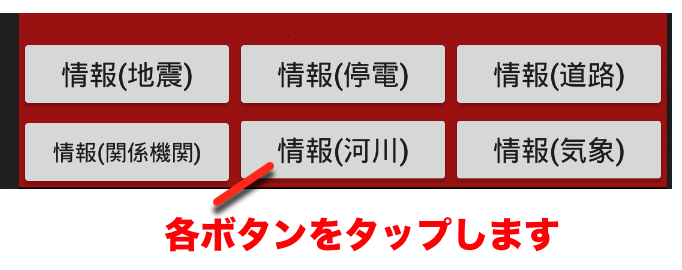 情報(地震) 情報(停電) 情報(道路)
情報(関係機関) 情報(河川) 情報(気象)
各ボタンをタップします